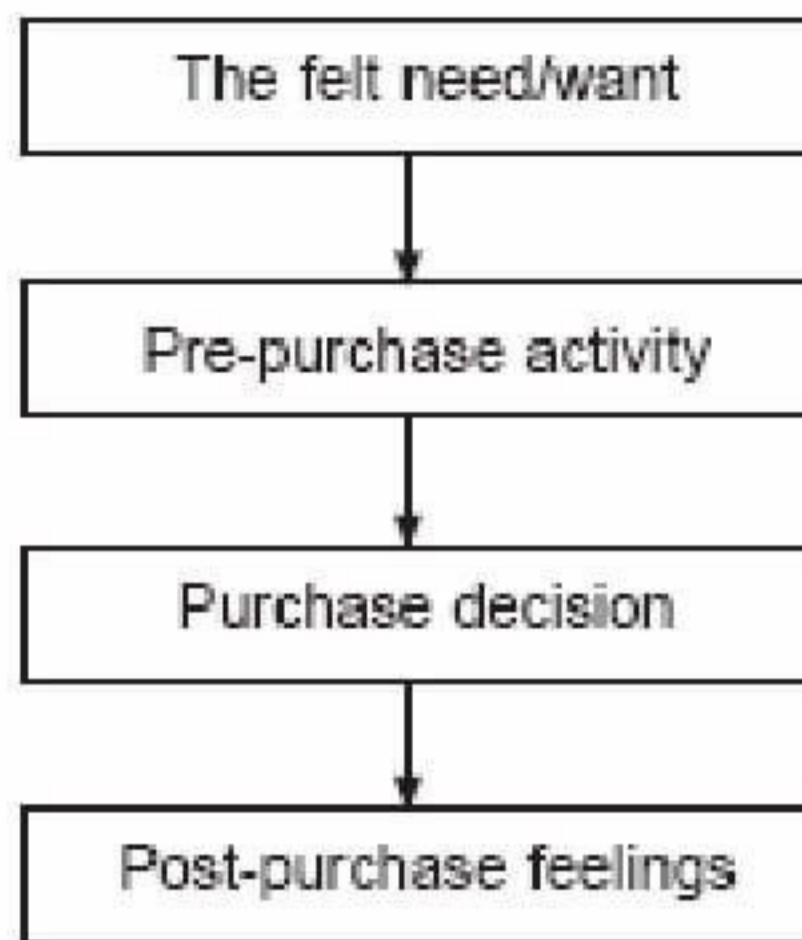 The felt need/want
Pre-purchase activity
Purchase decision
Post-purchase feelings